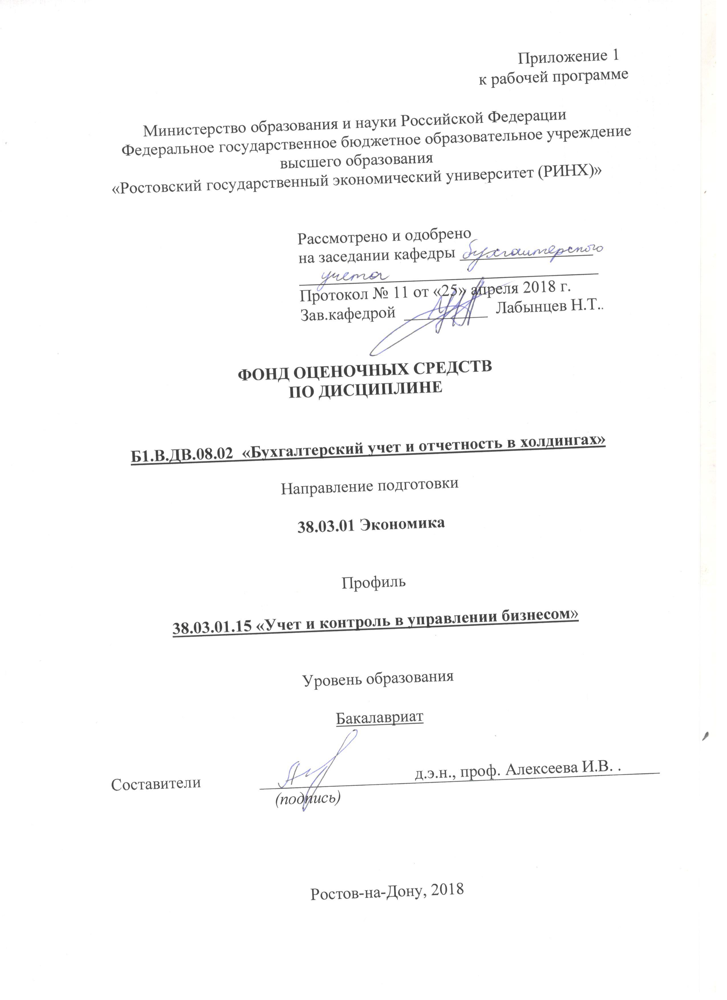 Приложение 1
к рабочей программе
Министерство образования и науки Российской Федерации
Федеральное государственное бюджетное образовательное учреждение
высшего образования
«Ростовский государственный экономический университет (РИНХ)»
Рассмотрено и одобрено
на заседании кафедры бухгалтерского
учета
Протокол № 11 от «25» апреля 2018 г.
Зав.кафедрой Лабынцев Н.Т..
ФОНД ОЦЕНОЧНЫХ СРЕДСТВ
ПО ДИСЦИПЛИНЕ
Б1.В.ДВ.08.02 «Бухгалтерский учет и отчетность в холдингах»
Направление подготовки
38.03.01 Экономика
Профиль
38.03.01.15 «Учет и контроль в управлении бизнесом»
Уровень образования
Бакалавриат
Составители д.э.н., проф. Алексеева И.В. .
(подпись)
Ростов-на-Дону, 2018